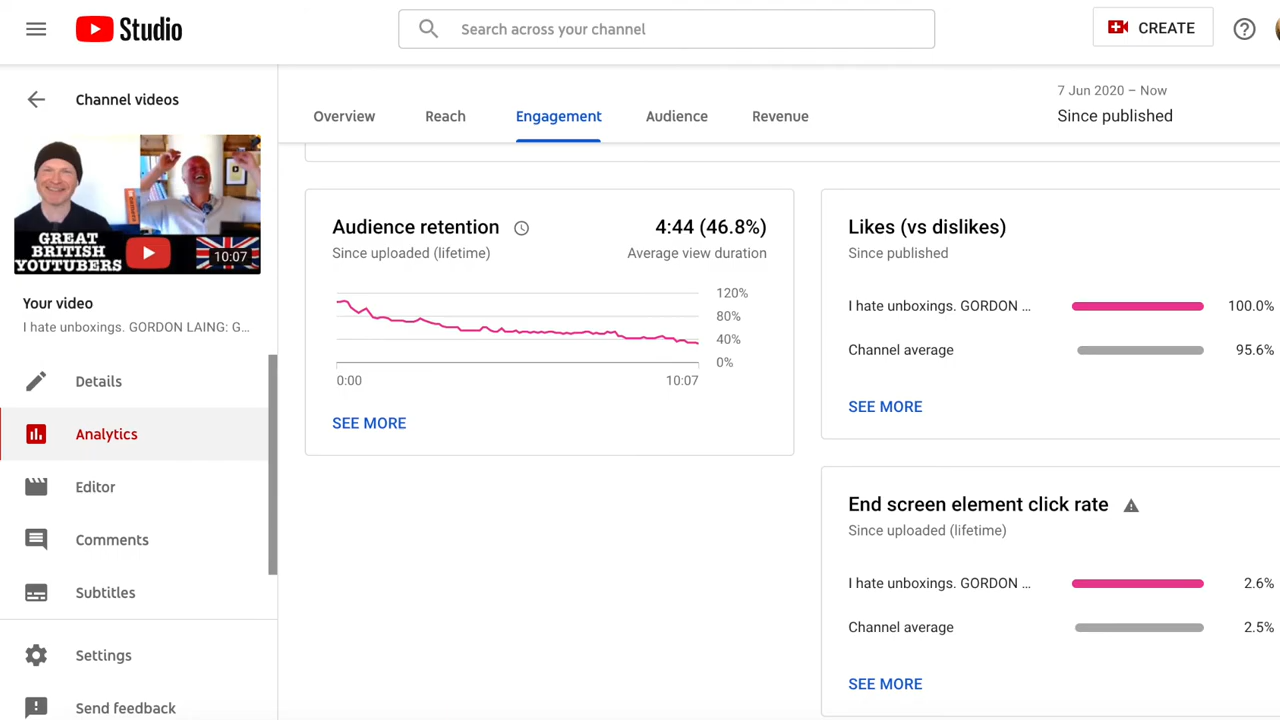 Studio
Search across your channel
CREATE
Channel videos
GREAT
BRITISH
YOUTUBERS
10:07
Your video
I hate unboxings. GORDON LAING: G...
Details
Analytics
Editor
Comments
Subtitles
Settings
Send feedback
Overview
Reach
Engagement
Audience
Revenue
7 Jun 2020 – Now
Since published
Audience retention
4:44 (46.8%)
Since uploaded (lifetime)
Average view duration
120%
80%
40%
0%
0:00
10:07
SEE MORE
Likes (vs dislikes)
Since published
I hate unboxings. GORDON ...
100.0%
Channel average
95.6%
SEE MORE
End screen element click rate
Since uploaded (lifetime)
I hate unboxings. GORDON ...
2.6%
Channel average
2.5%
SEE MORE